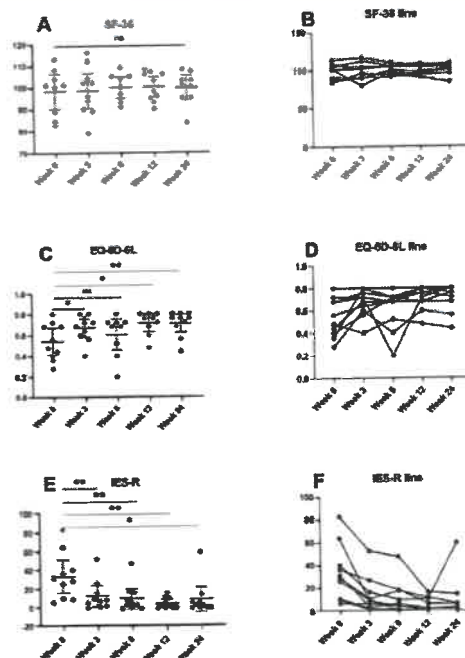 A
SF-36
ns
120
110
100
90
80
70
Week 0
Week 3
Week 6
Week 12
Week 24
B
SF-36 line
150
100
50
0
Week 0
Week 3
Week 6
Week 12
Week 24
C
EQ-5D-5L
**
*
ns
*
1.0
0.8
0.6
0.4
0.2
0.0
Week 0
Week 3
Week 6
Week 12
Week 24
D
EQ-5D-5L line
1.0
0.8
0.6
0.4
0.2
0.0
Week 0
Week 3
Week 6
Week 12
Week 24
E
IES-R
**
**
**
*
100
80
60
40
20
0
-20
Week 0
Week 3
Week 6
Week 12
Week 24
F
IES-R line
100
80
60
40
20
0
Week 0
Week 3
Week 6
Week 12
Week 24